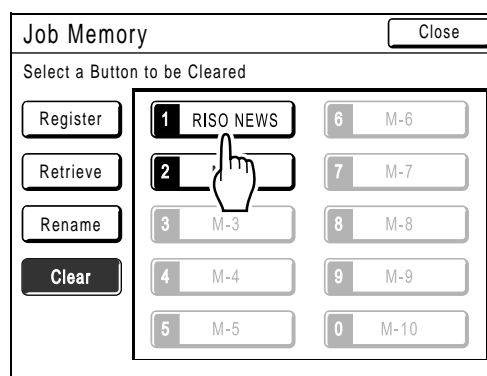 Job Memory
Close
Select a Button to be Cleared
Register
Retrieve
Rename
Clear
1 RISO NEWS
2
3 M-3
4 M-4
5 M-5
6 M-6
7 M-7
8 M-8
9 M-9
0 M-10